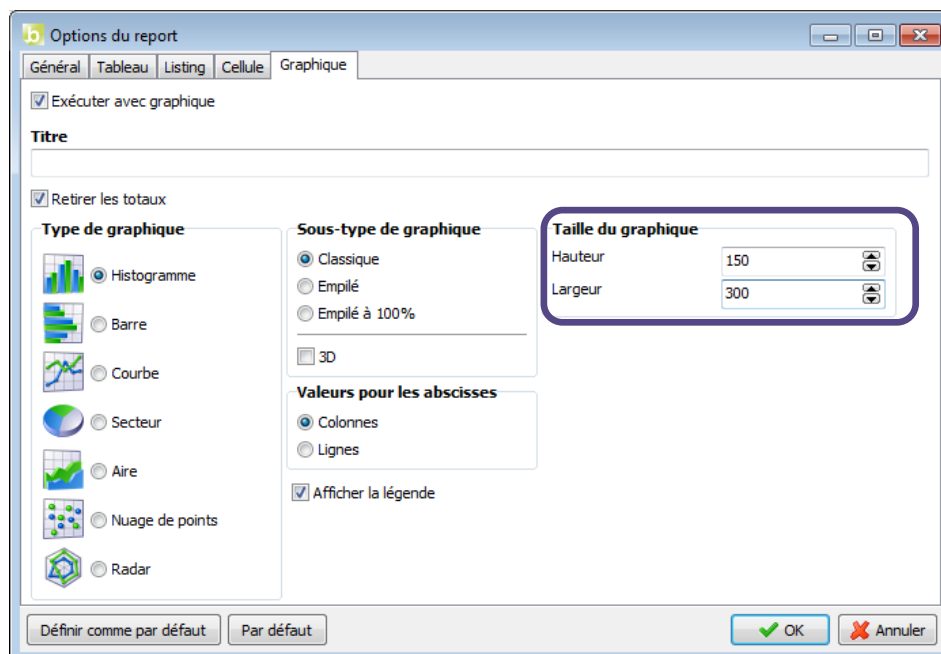 Options du report
Général Tableau Listing Cellule Graphique
Exécuter avec graphique
Titre
Retirer les totaux
Type de graphique
Histogramme
Barre
Courbe
Secteur
Aire
Nuage de points
Radar
Sous-type de graphique
Classique
Empilé
Empilé à 100%
3D
Valeurs pour les abscisses
Colonnes
Lignes
Afficher la légende
Taille du graphique
Hauteur 150
Largeur 300
Définir comme par défaut Par défaut OK Annuler